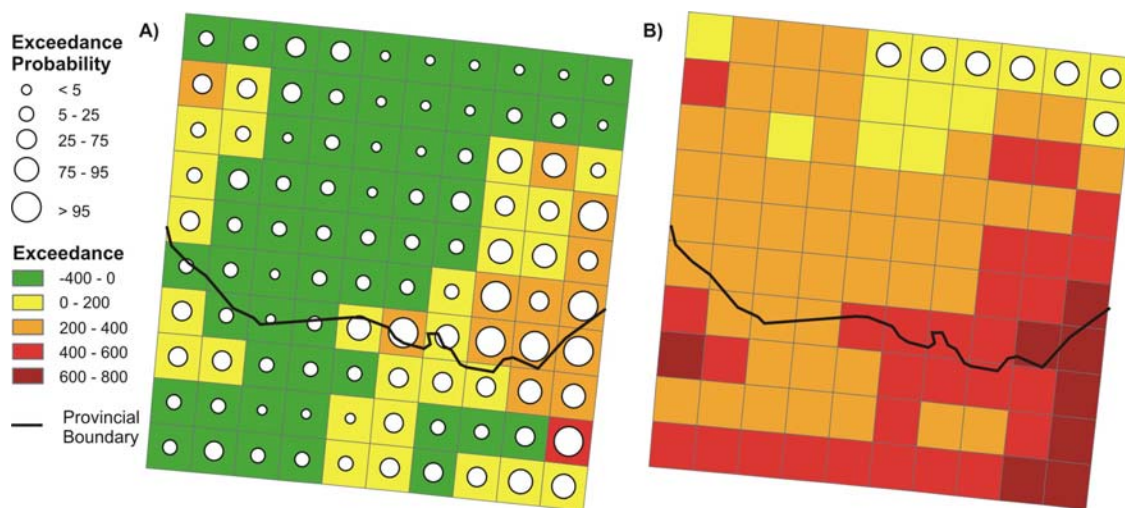 Exceedance
Probability
< 5
5 - 25
25 - 75
75 - 95
> 95
Exceedance
-400 - 0
0 - 200
200 - 400
400 - 600
600 - 800
Provincial
Boundary
A)
B)